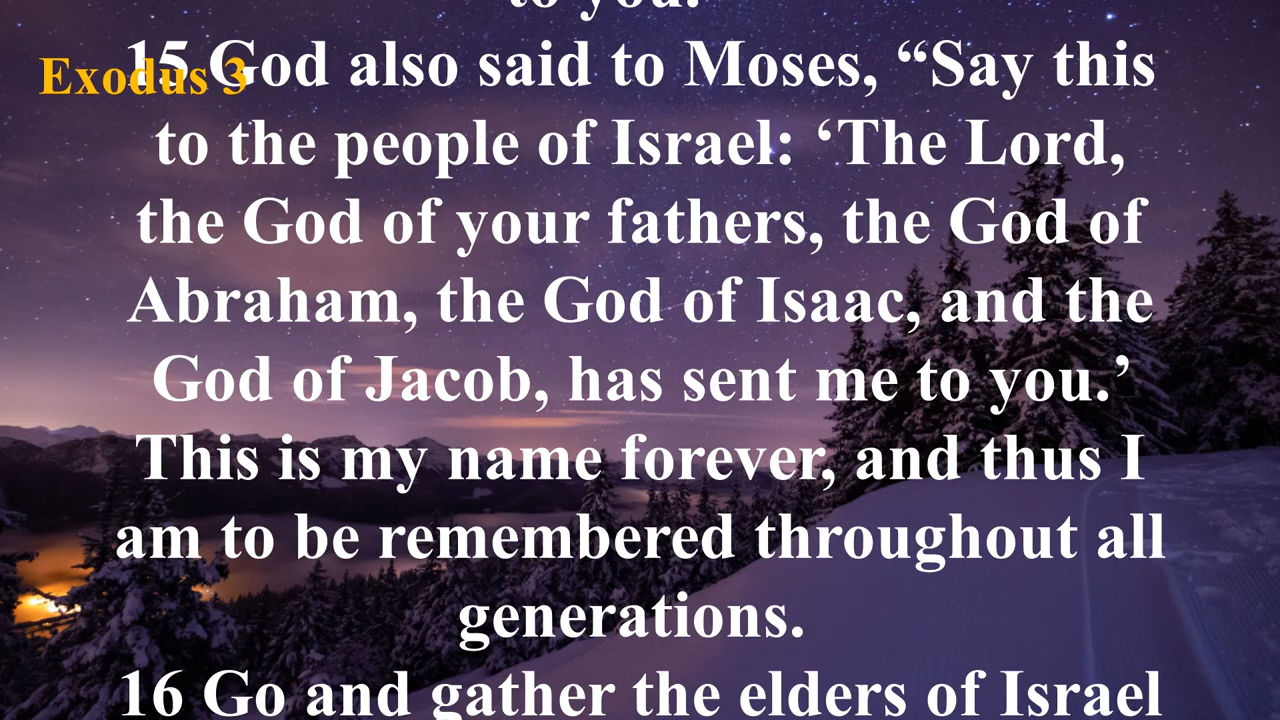 to you.’”
15 God also said to Moses, “Say this
Exodus 3
to the people of Israel: ‘The Lord,
the God of your fathers, the God of
Abraham, the God of Isaac, and the
God of Jacob, has sent me to you.’
This is my name forever, and thus I
am to be remembered throughout all
generations.
16 Go and gather the elders of Israel